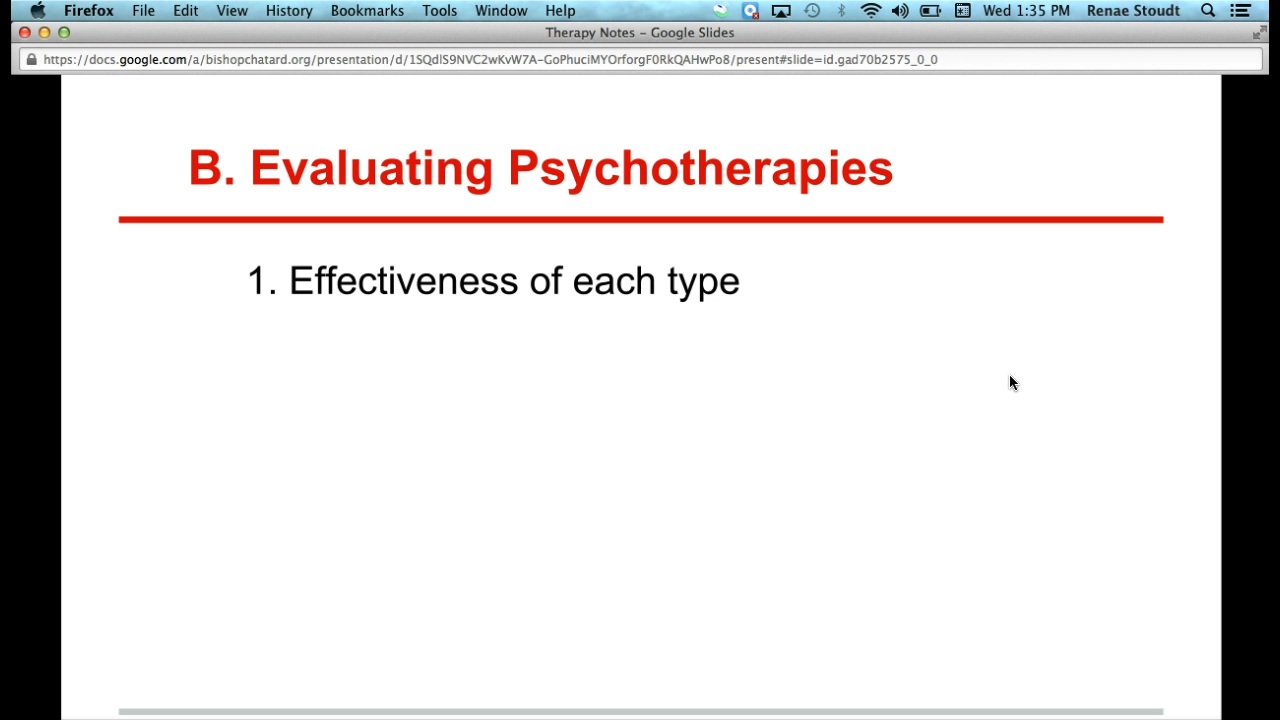 Firefox File Edit View History Bookmarks Tools Window Help Wed 1:35 PM Renae Stoudt
Therapy Notes – Google Slides
https://docs.google.com/a/bishopchatard.org/presentation/d/1SQdlS9NVC2wKvW7A-GoPhuciMYOrforgF0RkQAHwPo8/present#slide=id.gad70b2575_0_0
B. Evaluating Psychotherapies
1. Effectiveness of each type